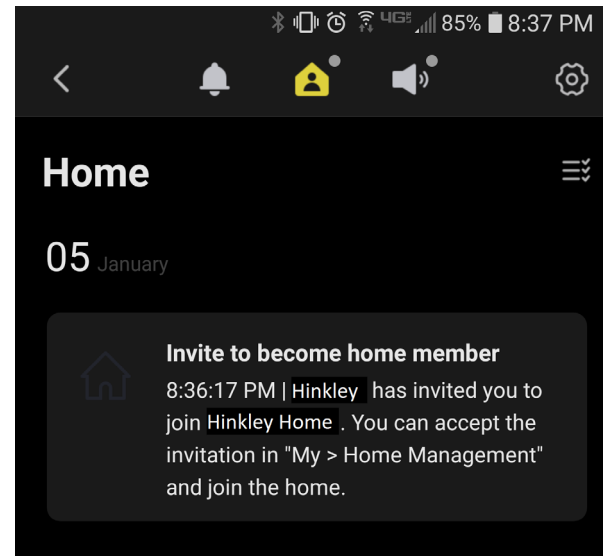 4G 85% 8:37 PM
Home
05 January
Invite to become home member
8:36:17 PM | Hinkley has invited you to
join Hinkley Home . You can accept the
invitation in "My > Home Management"
and join the home.